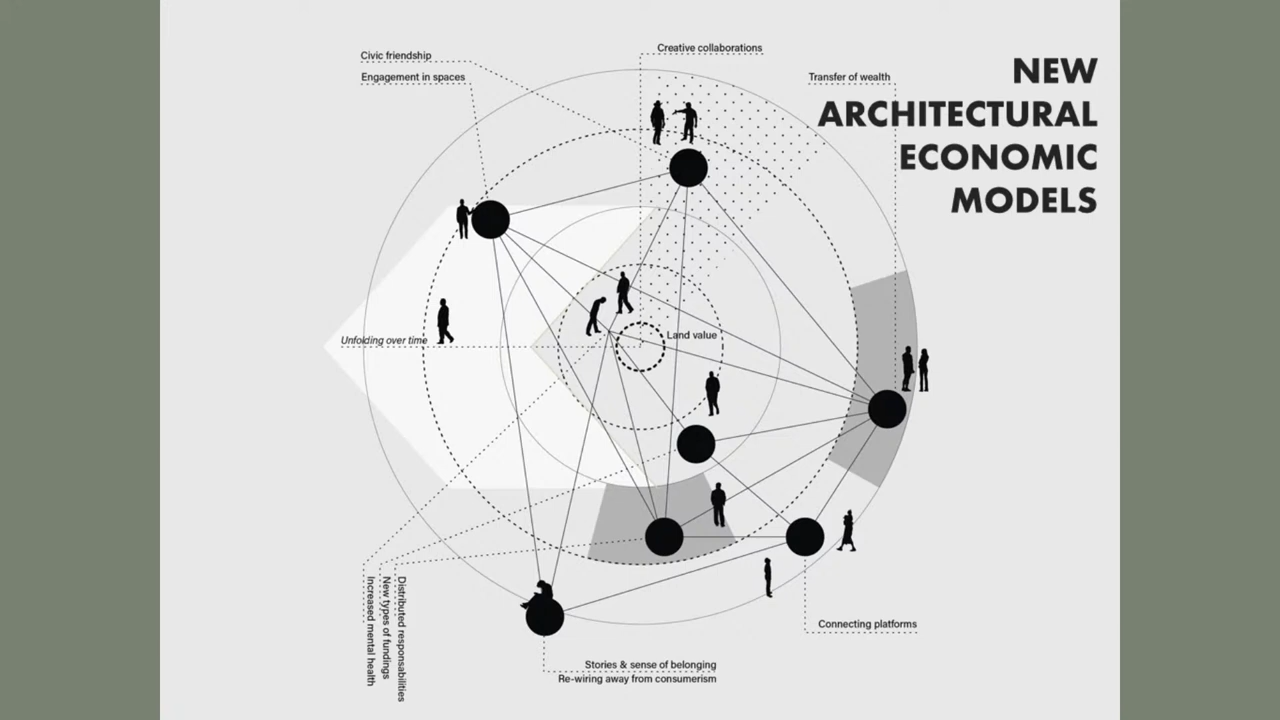 NEW
ARCHITECTURAL
ECONOMIC
MODELS
Civic friendship
Engagement in spaces
Creative collaborations
Transfer of wealth
Unfolding over time
Land value
Increased mental health
New types of fundings
Distributed responsabilities
Connecting platforms
Stories & sense of belonging
Re-wiring away from consumerism